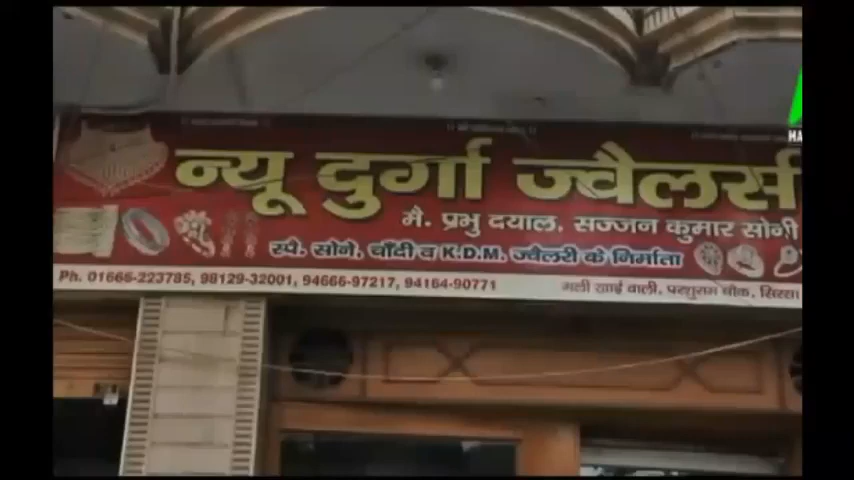 न्यू दुर्गा ज्वैलर्स
मै. प्रभु दयाल, सज्जन कुमार सोनी
स्पे. सोने, चाँदी व K.D.M. ज्वैलरी के निर्माता
Ph. 01666-223785, 98129-32001, 94666-97217, 94164-90771
गली खाई वाली, परशुराम चौक, सिरसा